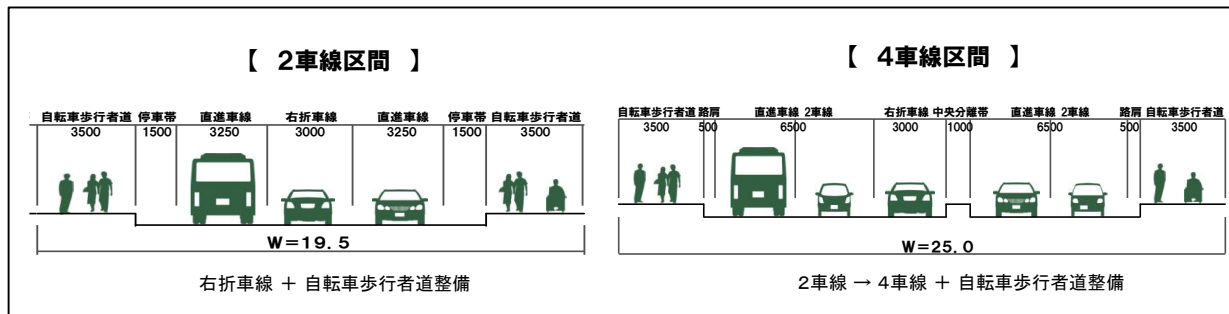 【 2車線区間 】
自転車歩行者道 停車帯 直進車線 右折車線 直進車線 停車帯 自転車歩行者道
3500 1500 3250 3000 3250 1500 3500
W=19.5
右折車線 + 自転車歩行者道整備
【 4車線区間 】
自転車歩行者道 路肩 直進車線 2車線 右折車線 中央分離帯 直進車線 2車線 路肩 自転車歩行者道
3500 500 6500 3000 1000 6500 500 3500
W=25.0
2車線 → 4車線 + 自転車歩行者道整備